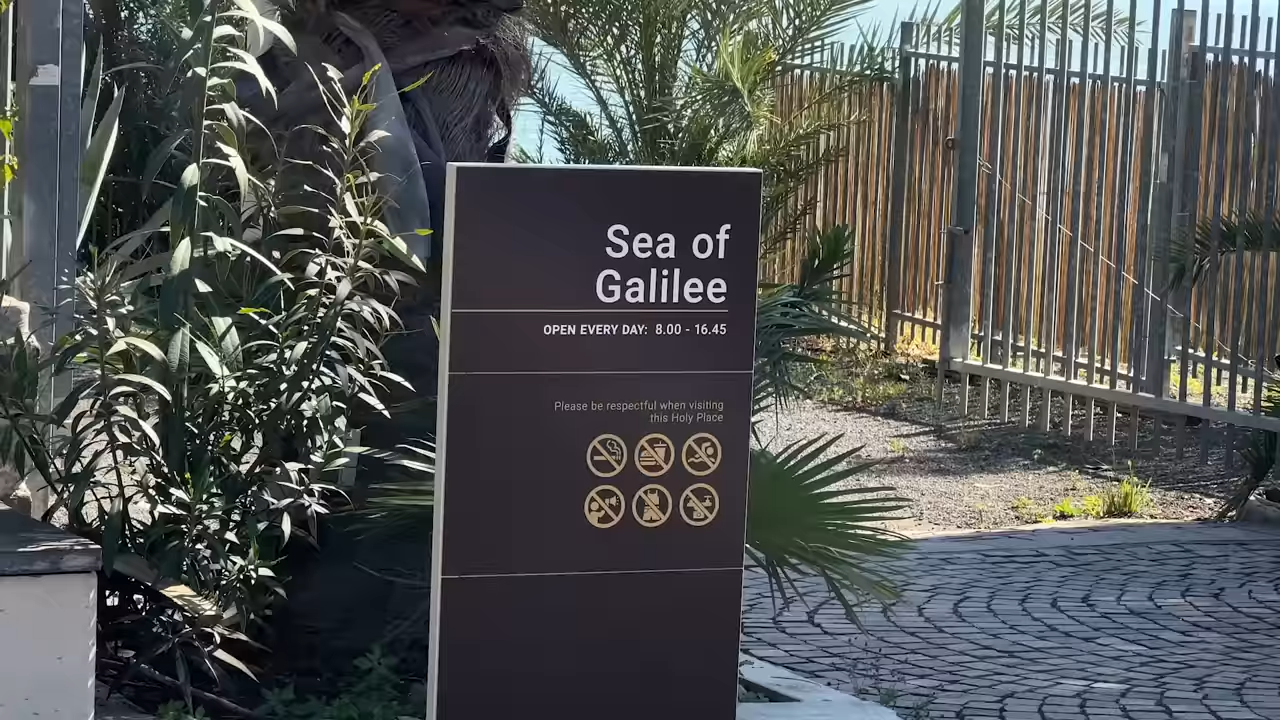 Sea of
Galilee
OPEN EVERY DAY: 8.00 - 16.45
Please be respectful when visiting
this Holy Place